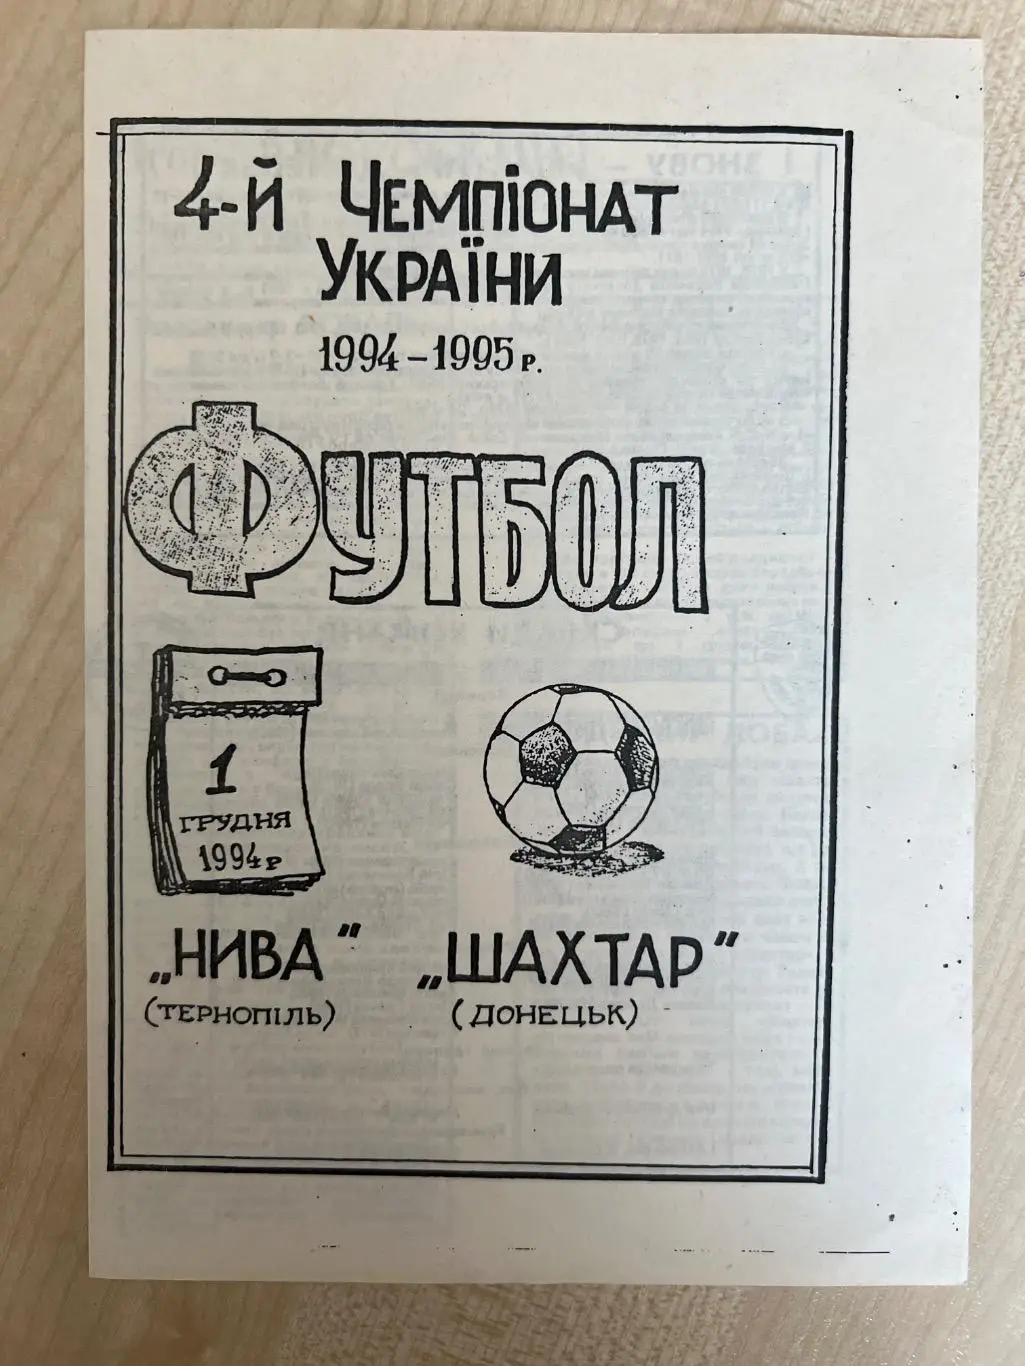 4-й Чемпіонат
України
1994-1995 р.
Футбол
1
грудня
1994 р
„Нива" „Шахтар"
(Тернопіль) (Донецьк)